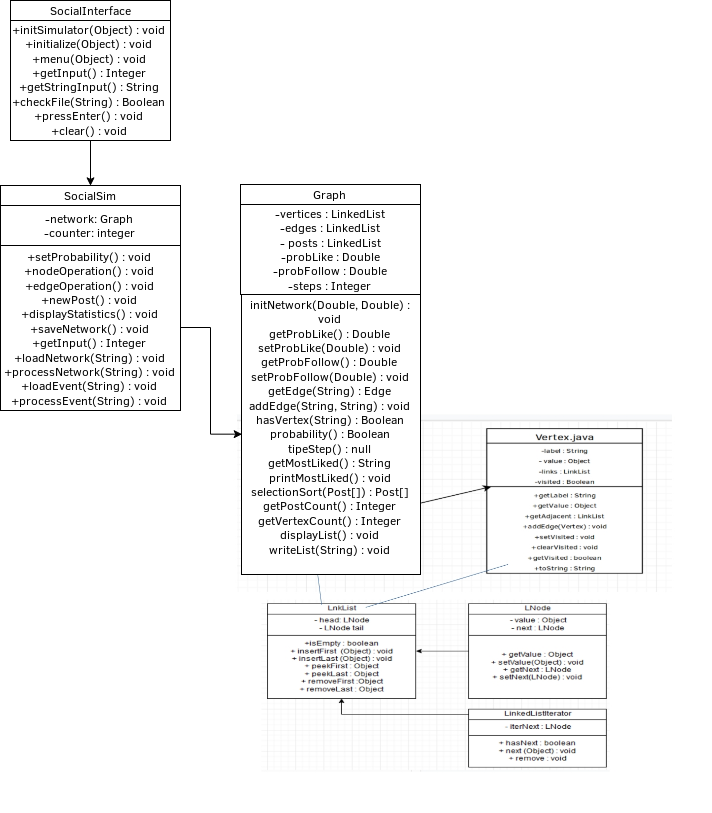 SocialInterface
+initSimulator(Object) : void
+initialize(Object) : void
+menu(Object) : void
+getInput() : Integer
+getStringInput() : String
+checkFile(String) : Boolean
+pressEnter() : void
+clear() : void
SocialSim
-network: Graph
-counter: integer
+setProbability() : void
+nodeOperation() : void
+edgeOperation() : void
+newPost() : void
+displayStatistics() : void
+saveNetwork() : void
+getInput() : Integer
+loadNetwork(String) : void
+processNetwork(String) : void
+loadEvent(String) : void
+processEvent(String) : void
Graph
-vertices : LinkedList
-edges : LinkedList
- posts : LinkedList
-probLike : Double
-probFollow : Double
-steps : Integer
initNetwork(Double, Double) :
void
getProbLike() : Double
setProbLike(Double) : void
getProbFollow() : Double
setProbFollow(Double) : void
getEdge(String) : Edge
addEdge(String, String) : void
hasVertex(String) : Boolean
probability() : Boolean
tipeStep() : null
getMostLiked() : String
printMostLiked() : void
selectionSort(Post[]) : Post[]
getPostCount() : Integer
getVertexCount() : Integer
displayList() : void
writeList(String) : void
Vertex.java
-label : String
- value : Object
-links : LinkList
-visited : Boolean
+getLabel : String
+getValue : Object
+getAdjacent : LinkList
+addEdge(Vertex) : void
+setVisited : void
+clearVisited : void
+getVisited : boolean
+toString : String
LnkList
- head: LNode
- LNode tail
+isEmpty : boolean
+ insertFirst (Object) : void
+ insertLast (Object) : void
+ peekFirst : Object
+ peekLast : Object
+ removeFirst :Object
+ removeLast : Object
LNode
- value : Object
- next : LNode
+ getValue : Object
+ setValue(Object) : void
+ getNext : LNode
+ setNext(LNode) : void
LinkedListIterator
- iterNext : LNode
+ hasNext : boolean
+ next (Object) : void
+ remove : void